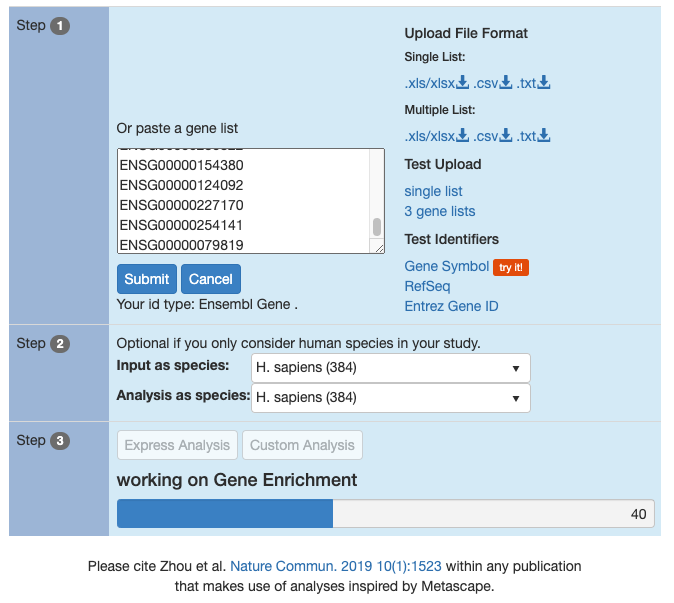 Step 1
Or paste a gene list
ENSG00000154380
ENSG00000124092
ENSG00000227170
ENSG00000254141
ENSG00000079819
Submit Cancel
Your id type: Ensembl Gene .
Upload File Format
Single List:
.xls/xlsx .csv .txt
Multiple List:
.xls/xlsx .csv .txt
Test Upload
single list
3 gene lists
Test Identifiers
Gene Symbol try it!
RefSeq
Entrez Gene ID
Step 2
Optional if you only consider human species in your study.
Input as species: H. sapiens (384)
Analysis as species: H. sapiens (384)
Step 3
Express Analysis Custom Analysis
working on Gene Enrichment
40
Please cite Zhou et al. Nature Commun. 2019 10(1):1523 within any publication
that makes use of analyses inspired by Metascape.